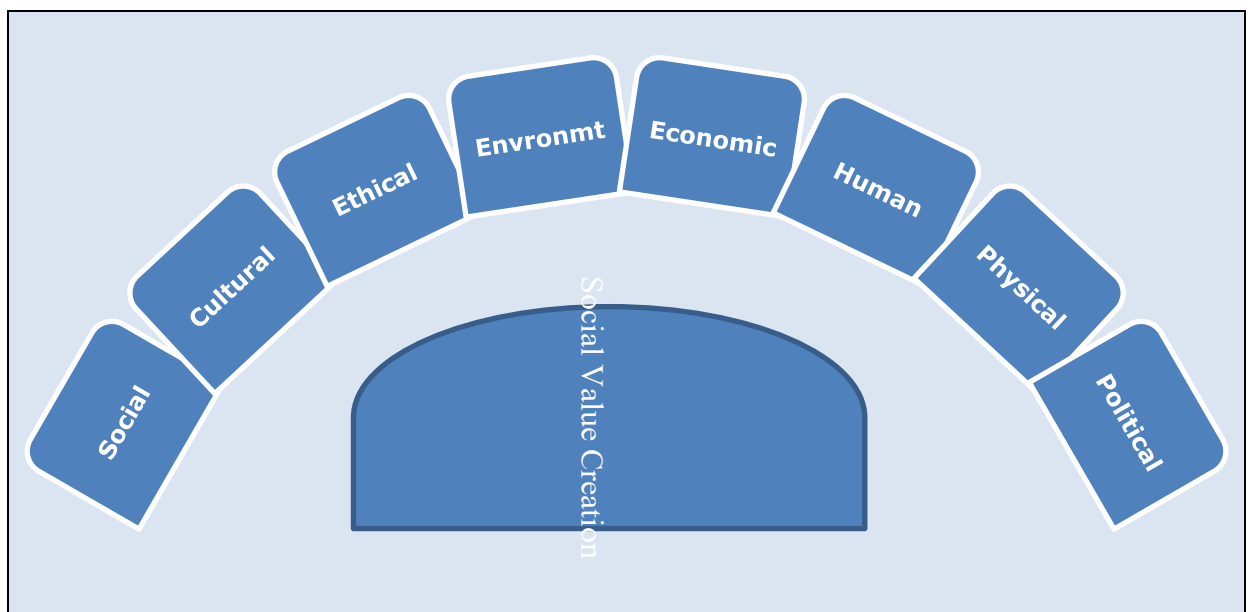 Social
Cultural
Ethical
Envronmt
Economic
Human
Physical
Political
Social Value Creation